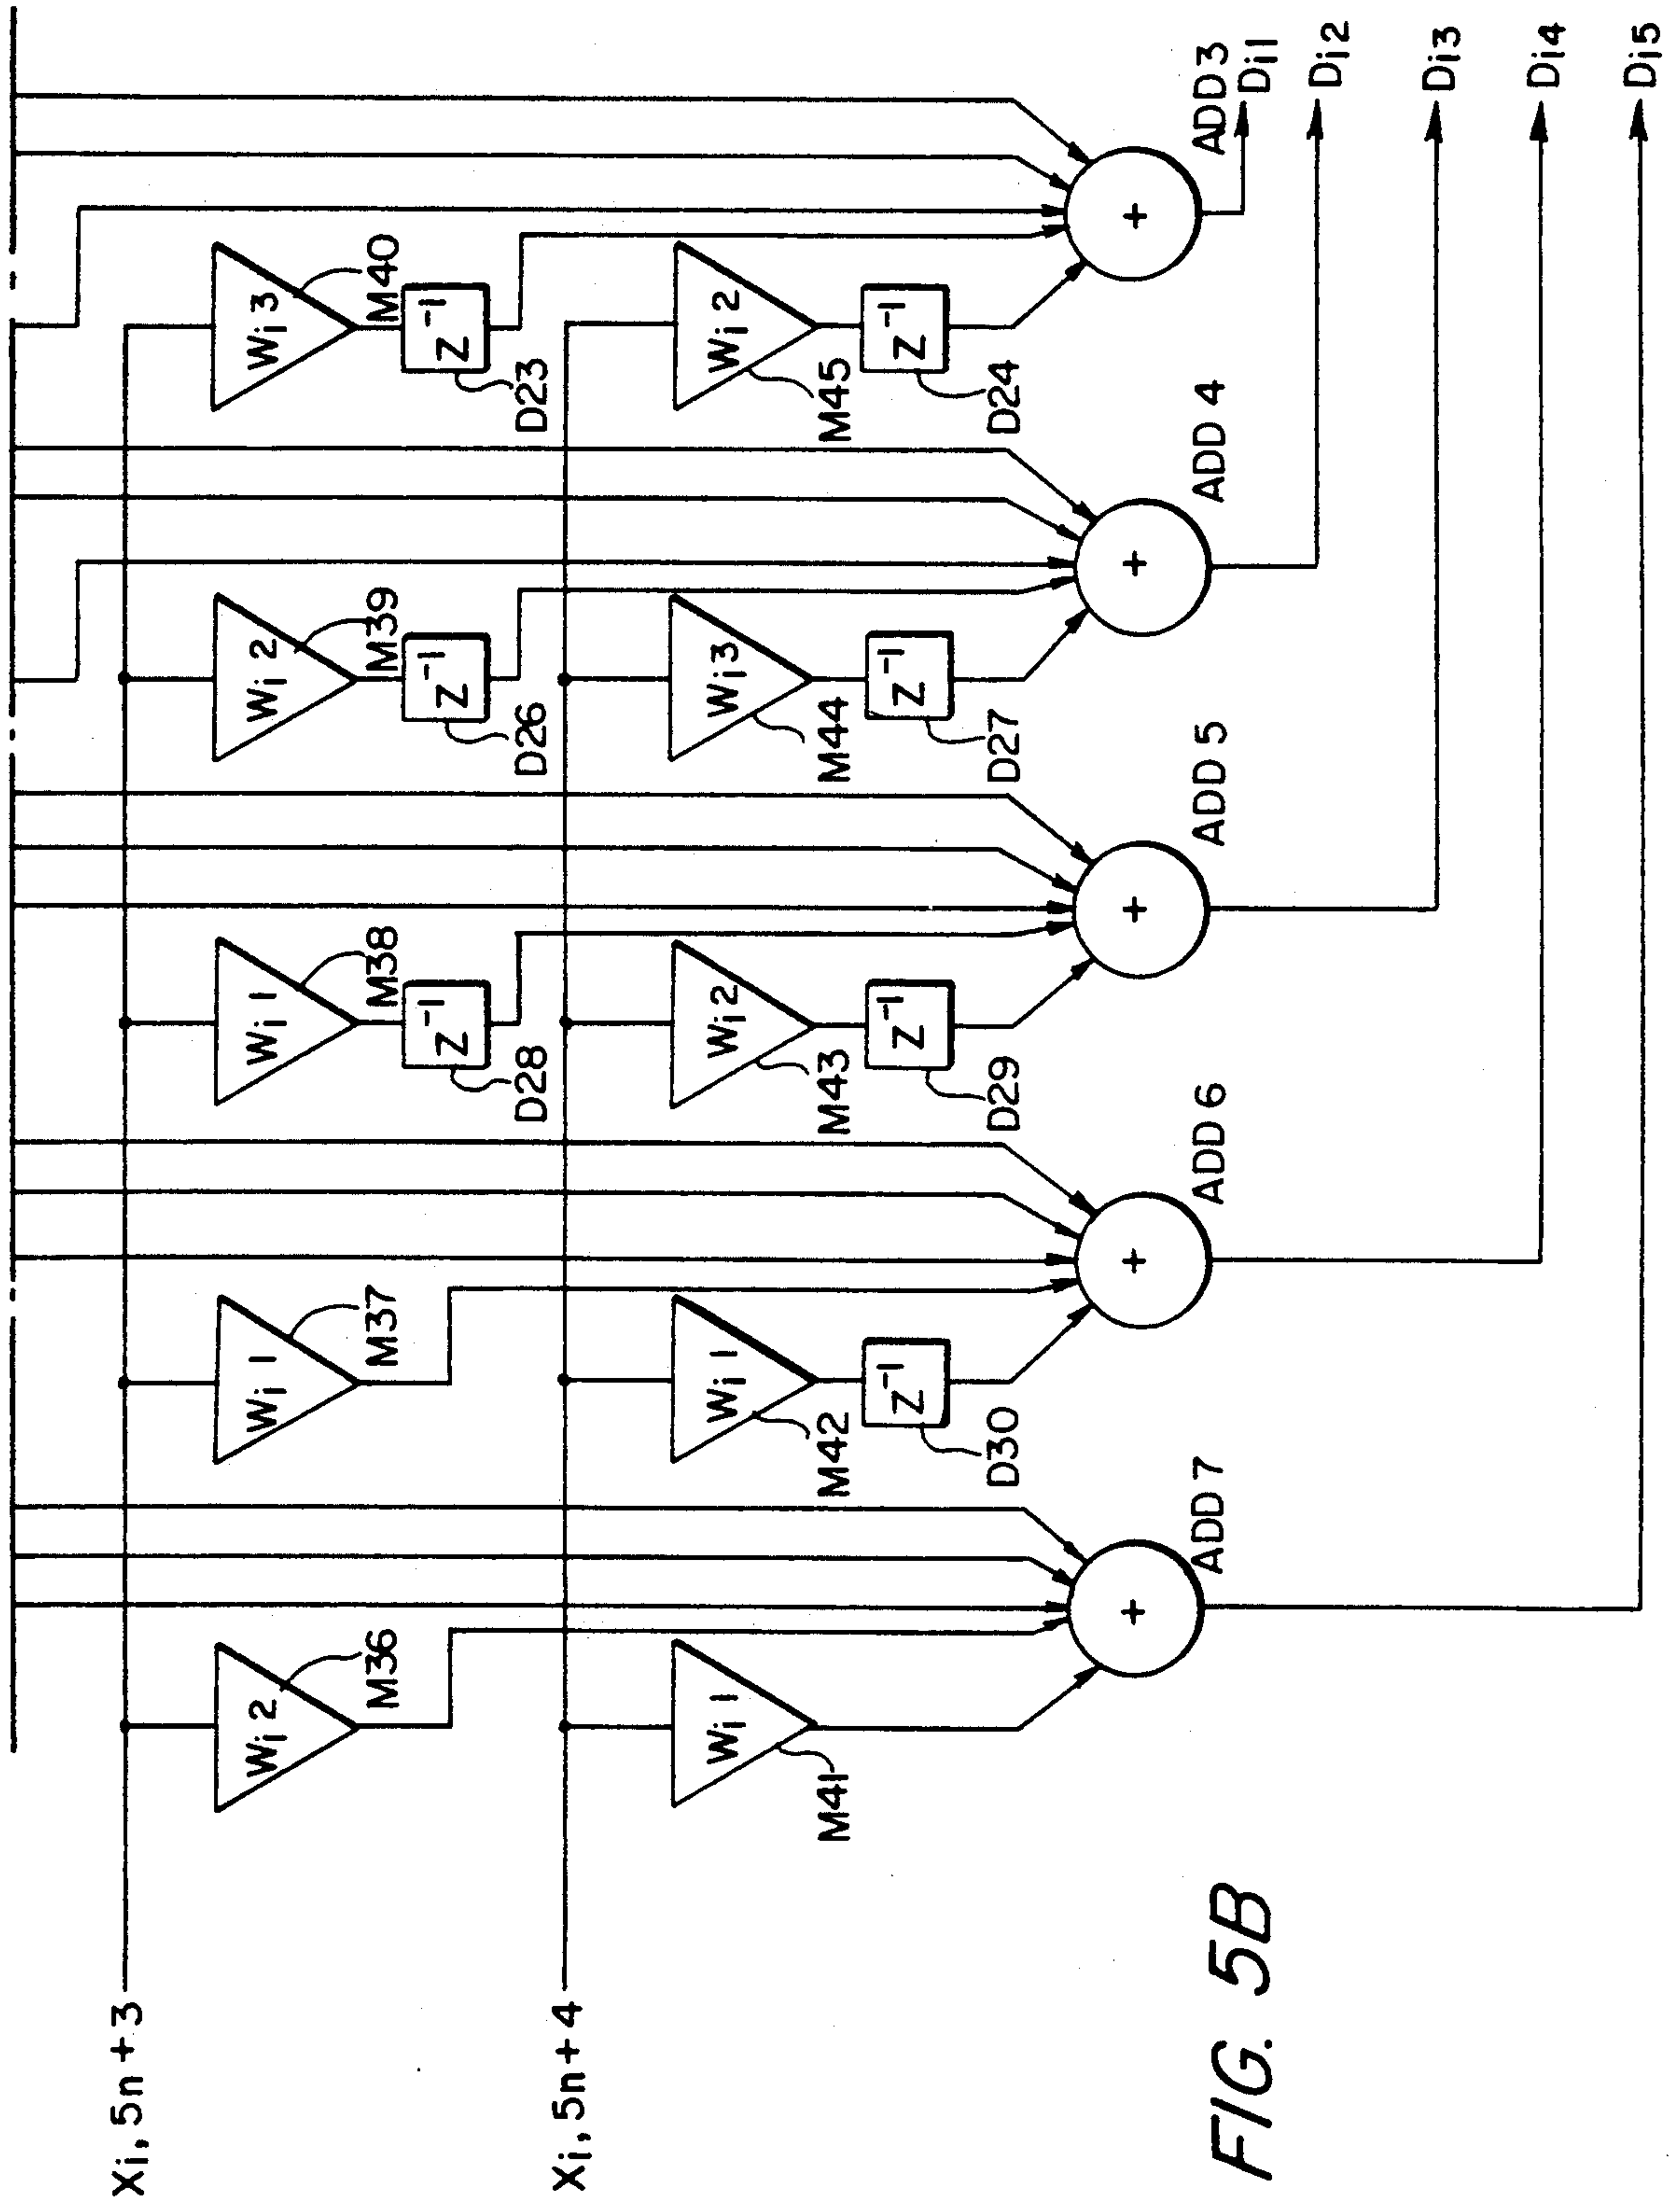 Xi, 5n+3
Wi 2
M36
Wi 1
M37
Wi 1
M38
Z⁻¹
D28
Wi 2
M39
Z⁻¹
D26
Wi 3
M40
Z⁻¹
D23
Xi, 5n+4
Wi 1
M41
Wi 1
M42
Z⁻¹
D30
Wi 2
M43
Z⁻¹
D29
Wi 3
M44
Z⁻¹
D27
Wi 2
M45
Z⁻¹
D24
+
ADD 7
+
ADD 6
+
ADD 5
+
ADD 4
+
ADD 3
Di1
Di2
Di3
Di4
Di5
FIG. 5B